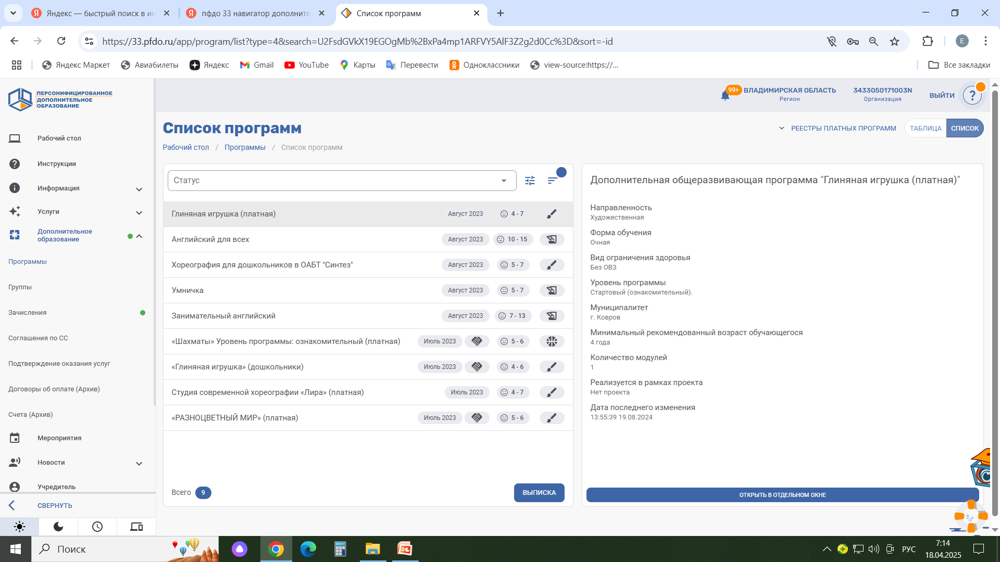 Яндекс — быстрый поиск в ин
пфдо 33 навигатор дополните
Список программ
https://33.pfdo.ru/app/program/list?type=4&search=U2FsdGVkX19EGOgMb%2BxPa4mp1ARFVY5AlF3Z2g2d0Cc%3D&sort=-id
E
Яндекс Маркет
Авиабилеты
Яндекс
Gmail
YouTube
Карты
Перевести
Одноклассники
view-source:https://...
Все закладки
ПЕРСОНИФИЦИРОВАННОЕ
ДОПОЛНИТЕЛЬНОЕ
ОБРАЗОВАНИЕ
99+
ВЛАДИМИРСКАЯ ОБЛАСТЬ
Регион
3433050171003N
Организация
ВЫЙТИ
?
Рабочий стол
Инструкции
Информация
Услуги
Дополнительное
образование
Программы
Группы
Зачисления
Соглашения по СС
Подтверждение оказания услуг
Договоры об оплате (Архив)
Счета (Архив)
Мероприятия
Новости
Учредитель
СВЕРНУТЬ
Список программ
РЕЕСТРЫ ПЛАТНЫХ ПРОГРАММ
ТАБЛИЦА
СПИСОК
Рабочий стол / Программы / Список программ
Статус
Глиняная игрушка (платная) Август 2023 4 - 7
Английский для всех Август 2023 10 - 15
Хореография для дошкольников в ОАБТ "Синтез" Август 2023 5 - 7
Умничка Август 2023 5 - 7
Занимательный английский Август 2023 7 - 13
«Шахматы» Уровень программы: ознакомительный (платная) Июль 2023 5 - 6
«Глиняная игрушка» (дошкольники) Июль 2023 4 - 6
Студия современной хореографии «Лира» (платная) Июль 2023 4 - 7
«РАЗНОЦВЕТНЫЙ МИР» (платная) Июль 2023 5 - 6
Всего 9
ВЫПИСКА
Дополнительная общеразвивающая программа "Глиняная игрушка (платная)"
Направленность
Художественная
Форма обучения
Очная
Вид ограничения здоровья
Без ОВЗ
Уровень программы
Стартовый (ознакомительный).
Муниципалитет
г. Ковров
Минимальный рекомендованный возраст обучающегося
4 года
Количество модулей
1
Реализуется в рамках проекта
Нет проекта
Дата последнего изменения
13:55:39 19.08.2024
ОТКРЫТЬ В ОТДЕЛЬНОМ ОКНЕ
Поиск
РУС
7:14
18.04.2025